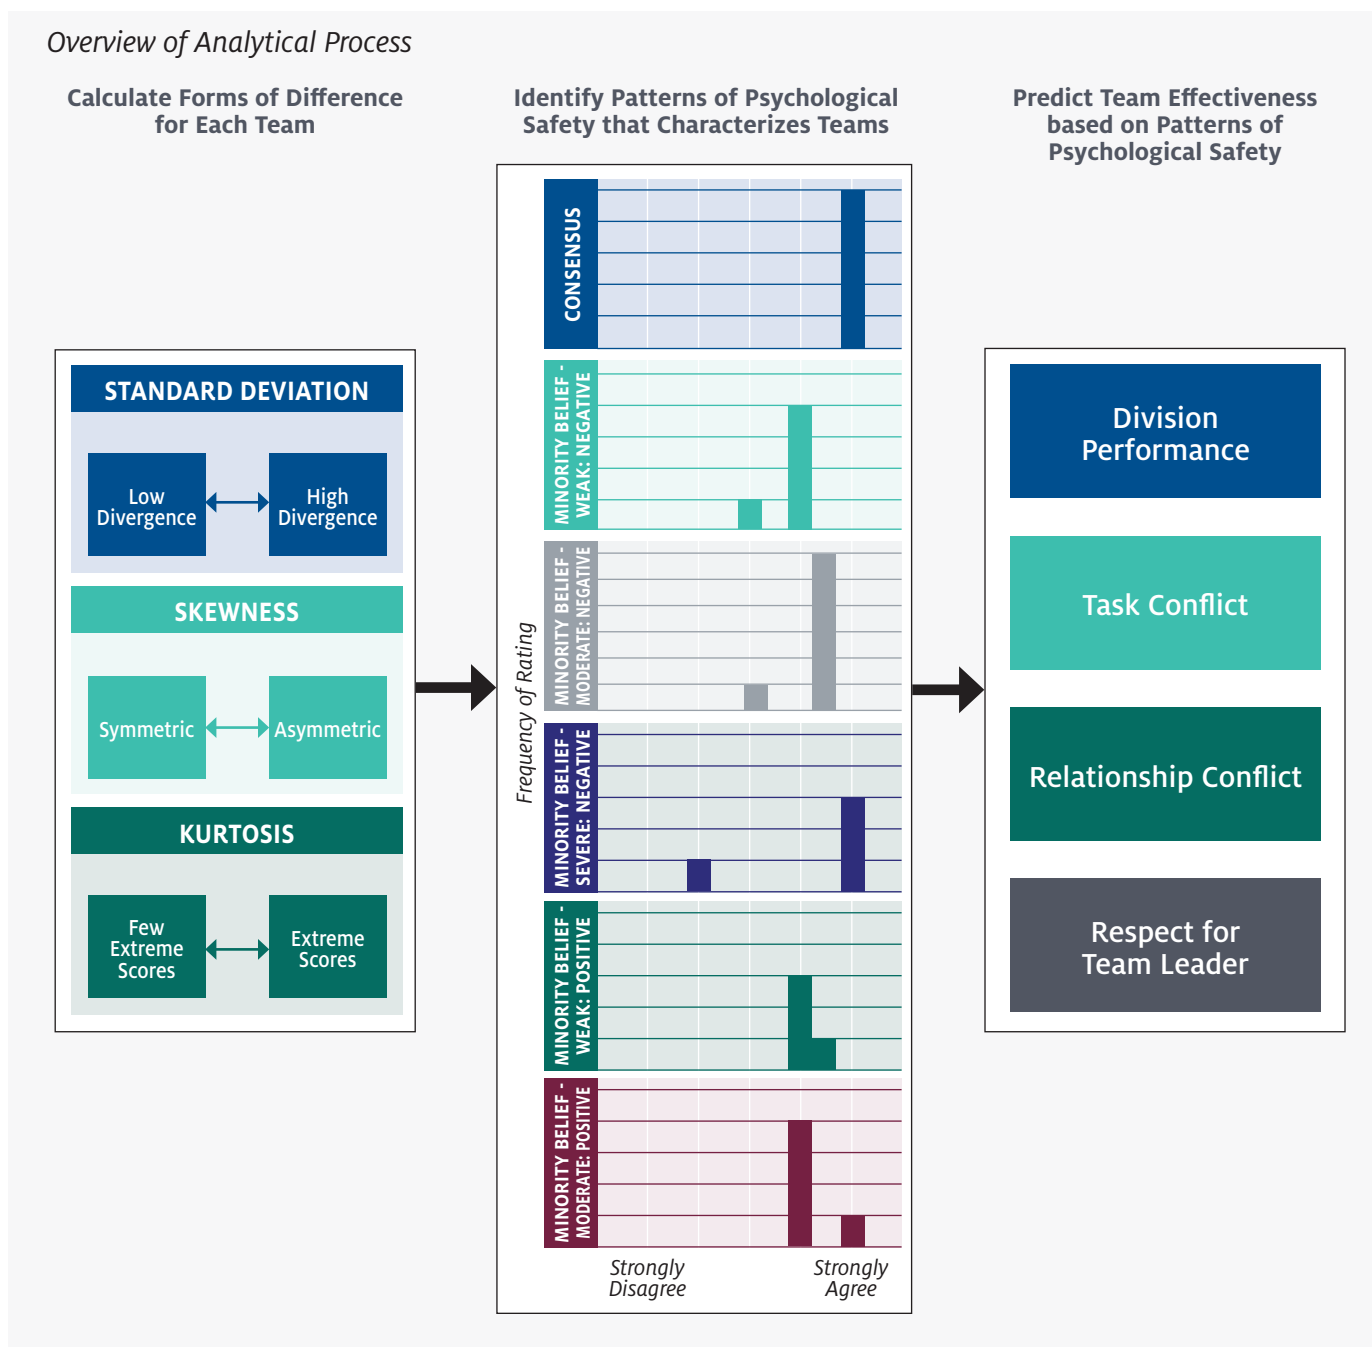 Overview of Analytical Process
Calculate Forms of Difference
for Each Team
STANDARD DEVIATION
Low
Divergence
High
Divergence
SKEWNESS
Symmetric
Asymmetric
KURTOSIS
Few
Extreme
Scores
Extreme
Scores
Identify Patterns of Psychological
Safety that Characterizes Teams
Frequency of Rating
CONSENSUS
MINORITY BELIEF -
WEAK: NEGATIVE
MINORITY BELIEF -
MODERATE: NEGATIVE
MINORITY BELIEF -
SEVERE: NEGATIVE
MINORITY BELIEF -
WEAK: POSITIVE
MINORITY BELIEF -
MODERATE: POSITIVE
Strongly
Disagree
Strongly
Agree
Predict Team Effectiveness
based on Patterns of
Psychological Safety
Division
Performance
Task Conflict
Relationship Conflict
Respect for
Team Leader